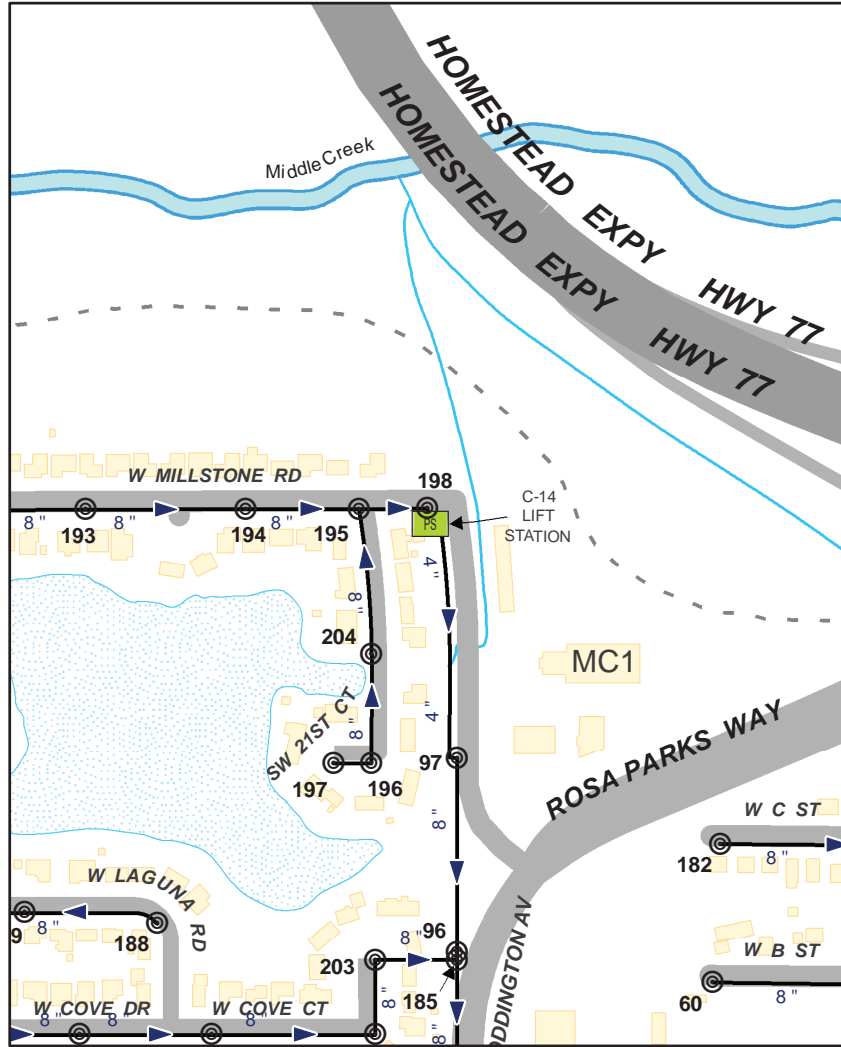 HOMESTEAD EXPY HWY 77
HOMESTEAD EXPY HWY 77
Middle Creek
W MILLSTONE RD
198
C-14
LIFT
STATION
PS
8"
193
8"
194
8"
195
4"
8"
204
MC1
4"
8"
SW 21ST CT
197
196
97
ROSA PARKS WAY
8"
W C ST
182
8"
W LAGUNA RD
9
8"
188
203
8"
96
185
W B ST
60
8"
W COVE DR
W COVE CT
8"
8"
8"
8"
8"
ODDINGTON AV